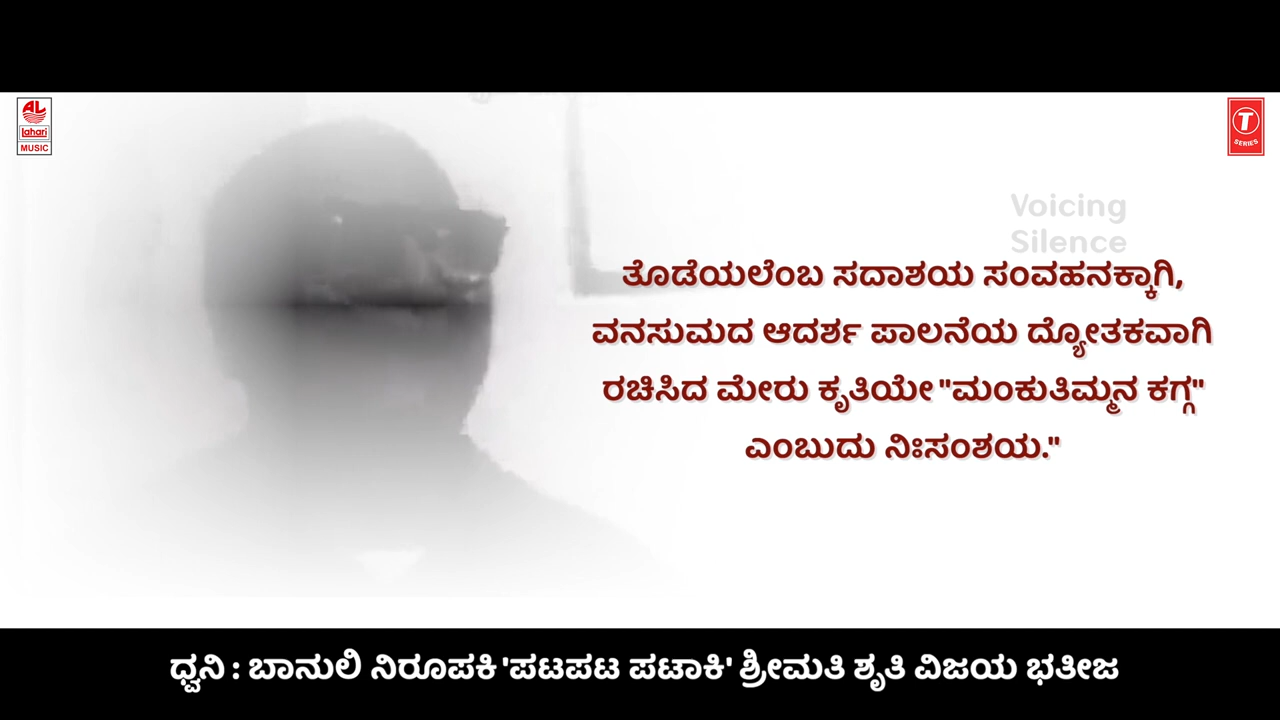 AL
lahari
MUSIC
T
SERIES
Voicing
Silence
ತೊಡೆಯಲೆಂಬ ಸದಾಶಯ ಸಂವಹನಕ್ಕಾಗಿ,
ವನಸುಮದ ಆದರ್ಶ ಪಾಲನೆಯ ದ್ಯೋತಕವಾಗಿ
ರಚಿಸಿದ ಮೇರು ಕೃತಿಯೇ "ಮಂಕುತಿಮ್ಮನ ಕಗ್ಗ"
ಎಂಬುದು ನಿಃಸಂಶಯ."
ಧ್ವನಿ : ಬಾನುಲಿ ನಿರೂಪಕಿ 'ಪಟಪಟ ಪಟಾಕಿ' ಶ್ರೀಮತಿ ಶೃತಿ ವಿಜಯ ಭತೀಜ